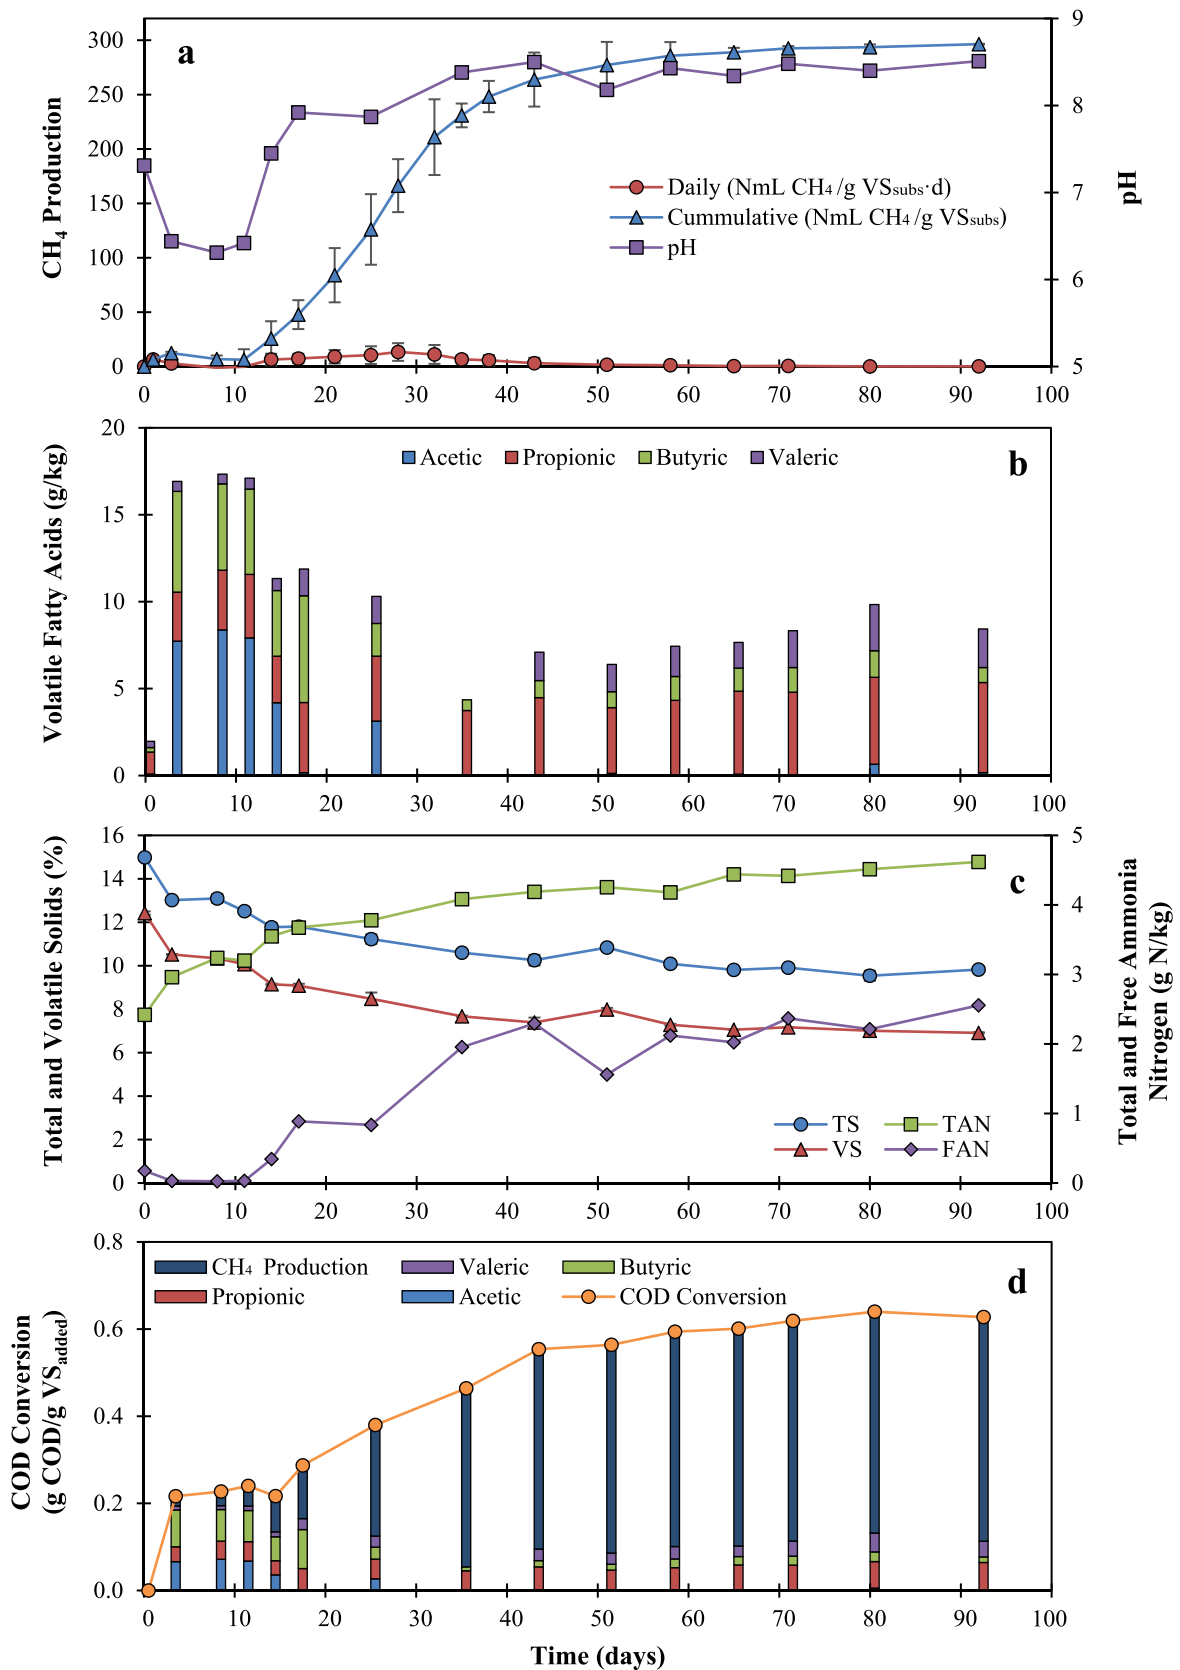 a
CH4 Production
300
250
200
150
100
50
0
9
8
7
6
5
pH
Daily (NmL CH4 /g VSsubs·d)
Cummulative (NmL CH4 /g VSsubs)
pH
0 10 20 30 40 50 60 70 80 90 100
b
Volatile Fatty Acids (g/kg)
20
15
10
5
0
Acetic Propionic Butyric Valeric
0 10 20 30 40 50 60 70 80 90 100
c
Total and Volatile Solids (%)
16
14
12
10
8
6
4
2
0
5
4
3
2
1
0
Total and Free Ammonia
Nitrogen (g N/kg)
TS TAN
VS FAN
0 10 20 30 40 50 60 70 80 90 100
d
COD Conversion
(g COD/g VSadded)
0.8
0.6
0.4
0.2
0.0
CH4 Production Valeric Butyric
Propionic Acetic COD Conversion
0 10 20 30 40 50 60 70 80 90 100
Time (days)